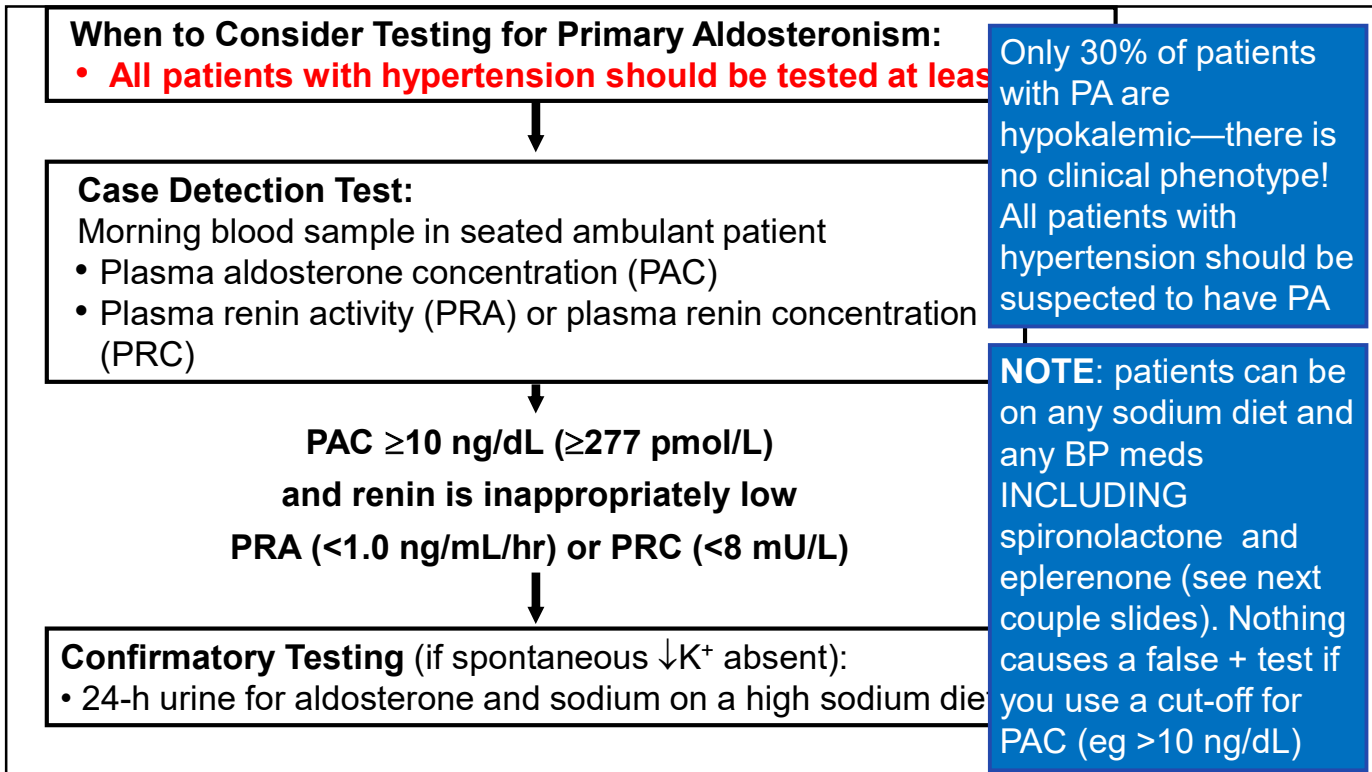 When to Consider Testing for Primary Aldosteronism:
• All patients with hypertension should be tested at leas
Case Detection Test:
Morning blood sample in seated ambulant patient
• Plasma aldosterone concentration (PAC)
• Plasma renin activity (PRA) or plasma renin concentration
(PRC)
PAC ≥10 ng/dL (≥277 pmol/L)
and renin is inappropriately low
PRA (<1.0 ng/mL/hr) or PRC (<8 mU/L)
Confirmatory Testing (if spontaneous ↓K⁺ absent):
• 24-h urine for aldosterone and sodium on a high sodium die
Only 30% of patients
with PA are
hypokalemic—there is
no clinical phenotype!
All patients with
hypertension should be
suspected to have PA
NOTE: patients can be
on any sodium diet and
any BP meds
INCLUDING
spironolactone and
eplerenone (see next
couple slides). Nothing
causes a false + test if
you use a cut-off for
PAC (eg >10 ng/dL)